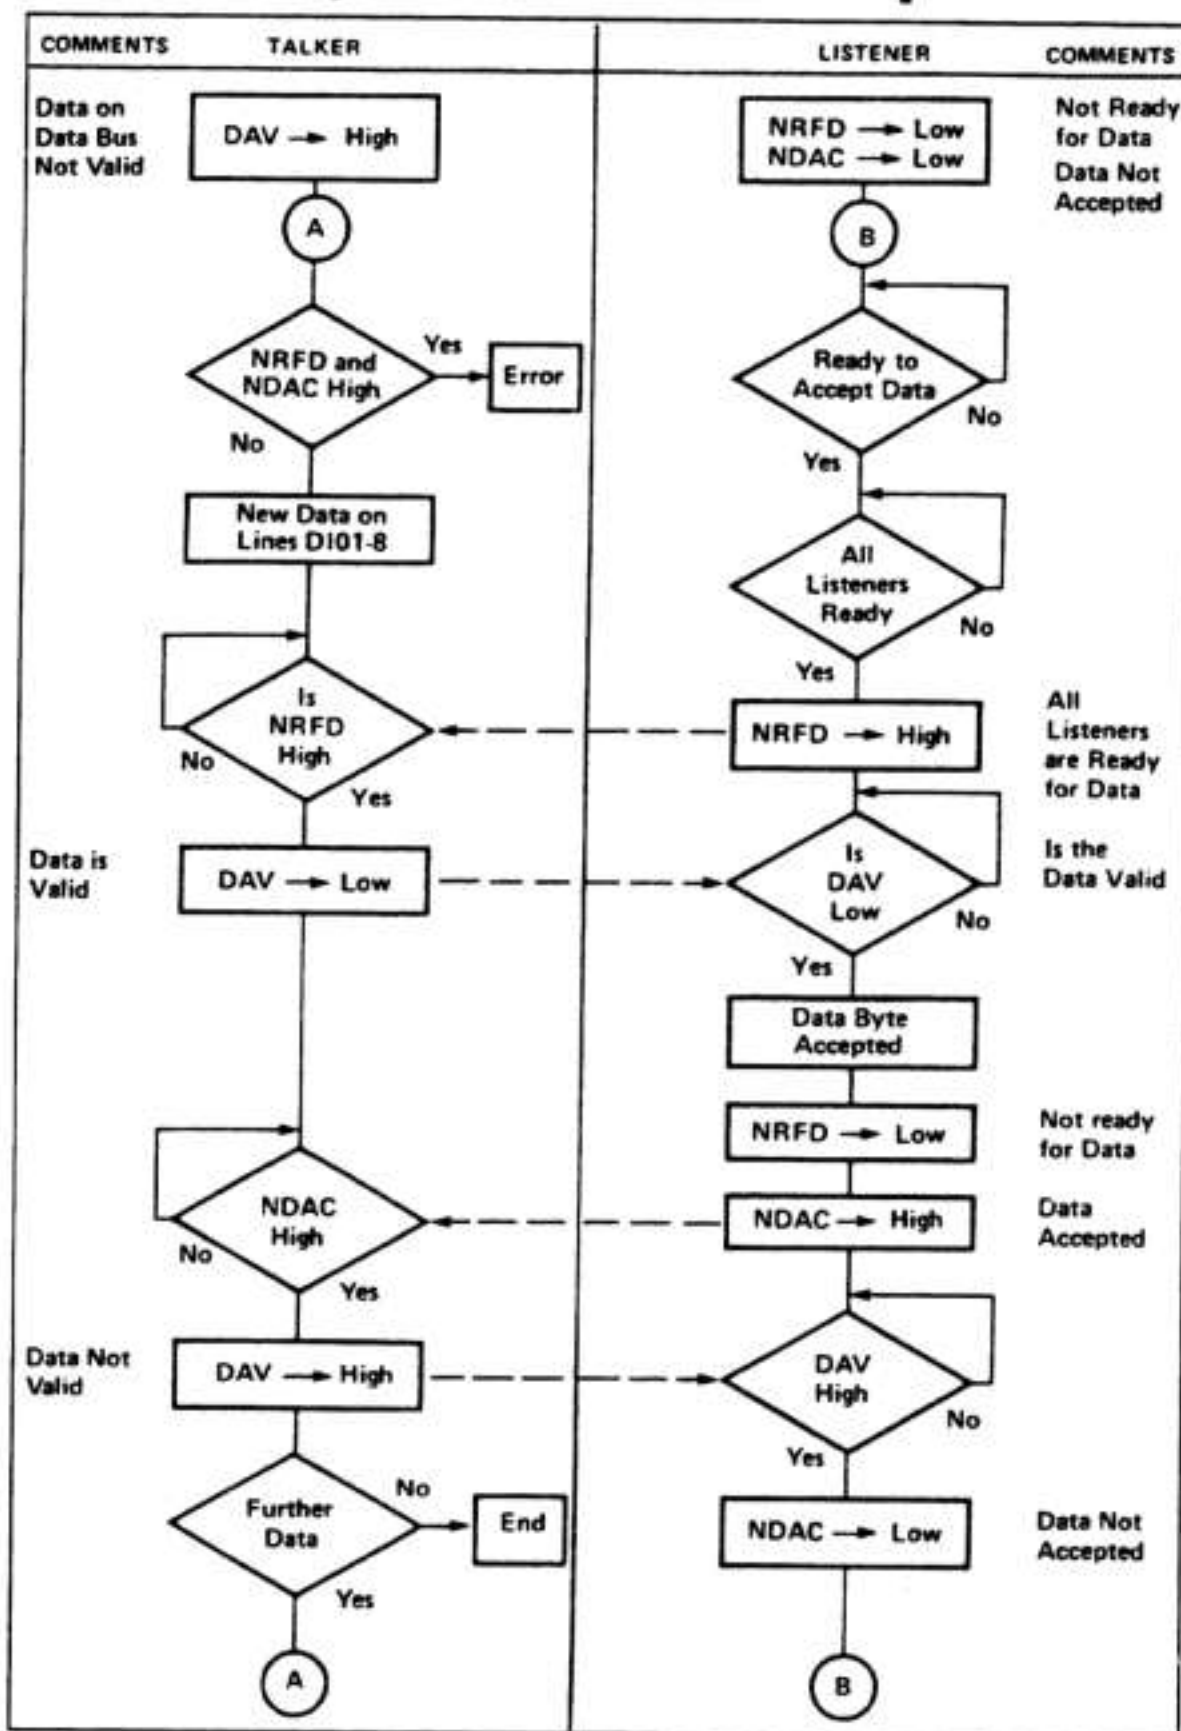 COMMENTS TALKER LISTENER COMMENTS
Data on
Data Bus
Not Valid
DAV → High
A
NRFD and
NDAC High
Yes
Error
No
New Data on
Lines DI01-8
Is
NRFD
High
No
Yes
Data is
Valid
DAV → Low
NDAC
High
No
Yes
Data Not
Valid
DAV → High
Further
Data
No
End
Yes
A
NRFD → Low
NDAC → Low
Not Ready
for Data
Data Not
Accepted
B
Ready to
Accept Data
No
Yes
All
Listeners
Ready
No
Yes
NRFD → High
All
Listeners
are Ready
for Data
Is
DAV
Low
No
Is the
Data Valid
Yes
Data Byte
Accepted
NRFD → Low
Not ready
for Data
NDAC → High
Data
Accepted
DAV
High
No
Yes
NDAC → Low
Data Not
Accepted
B